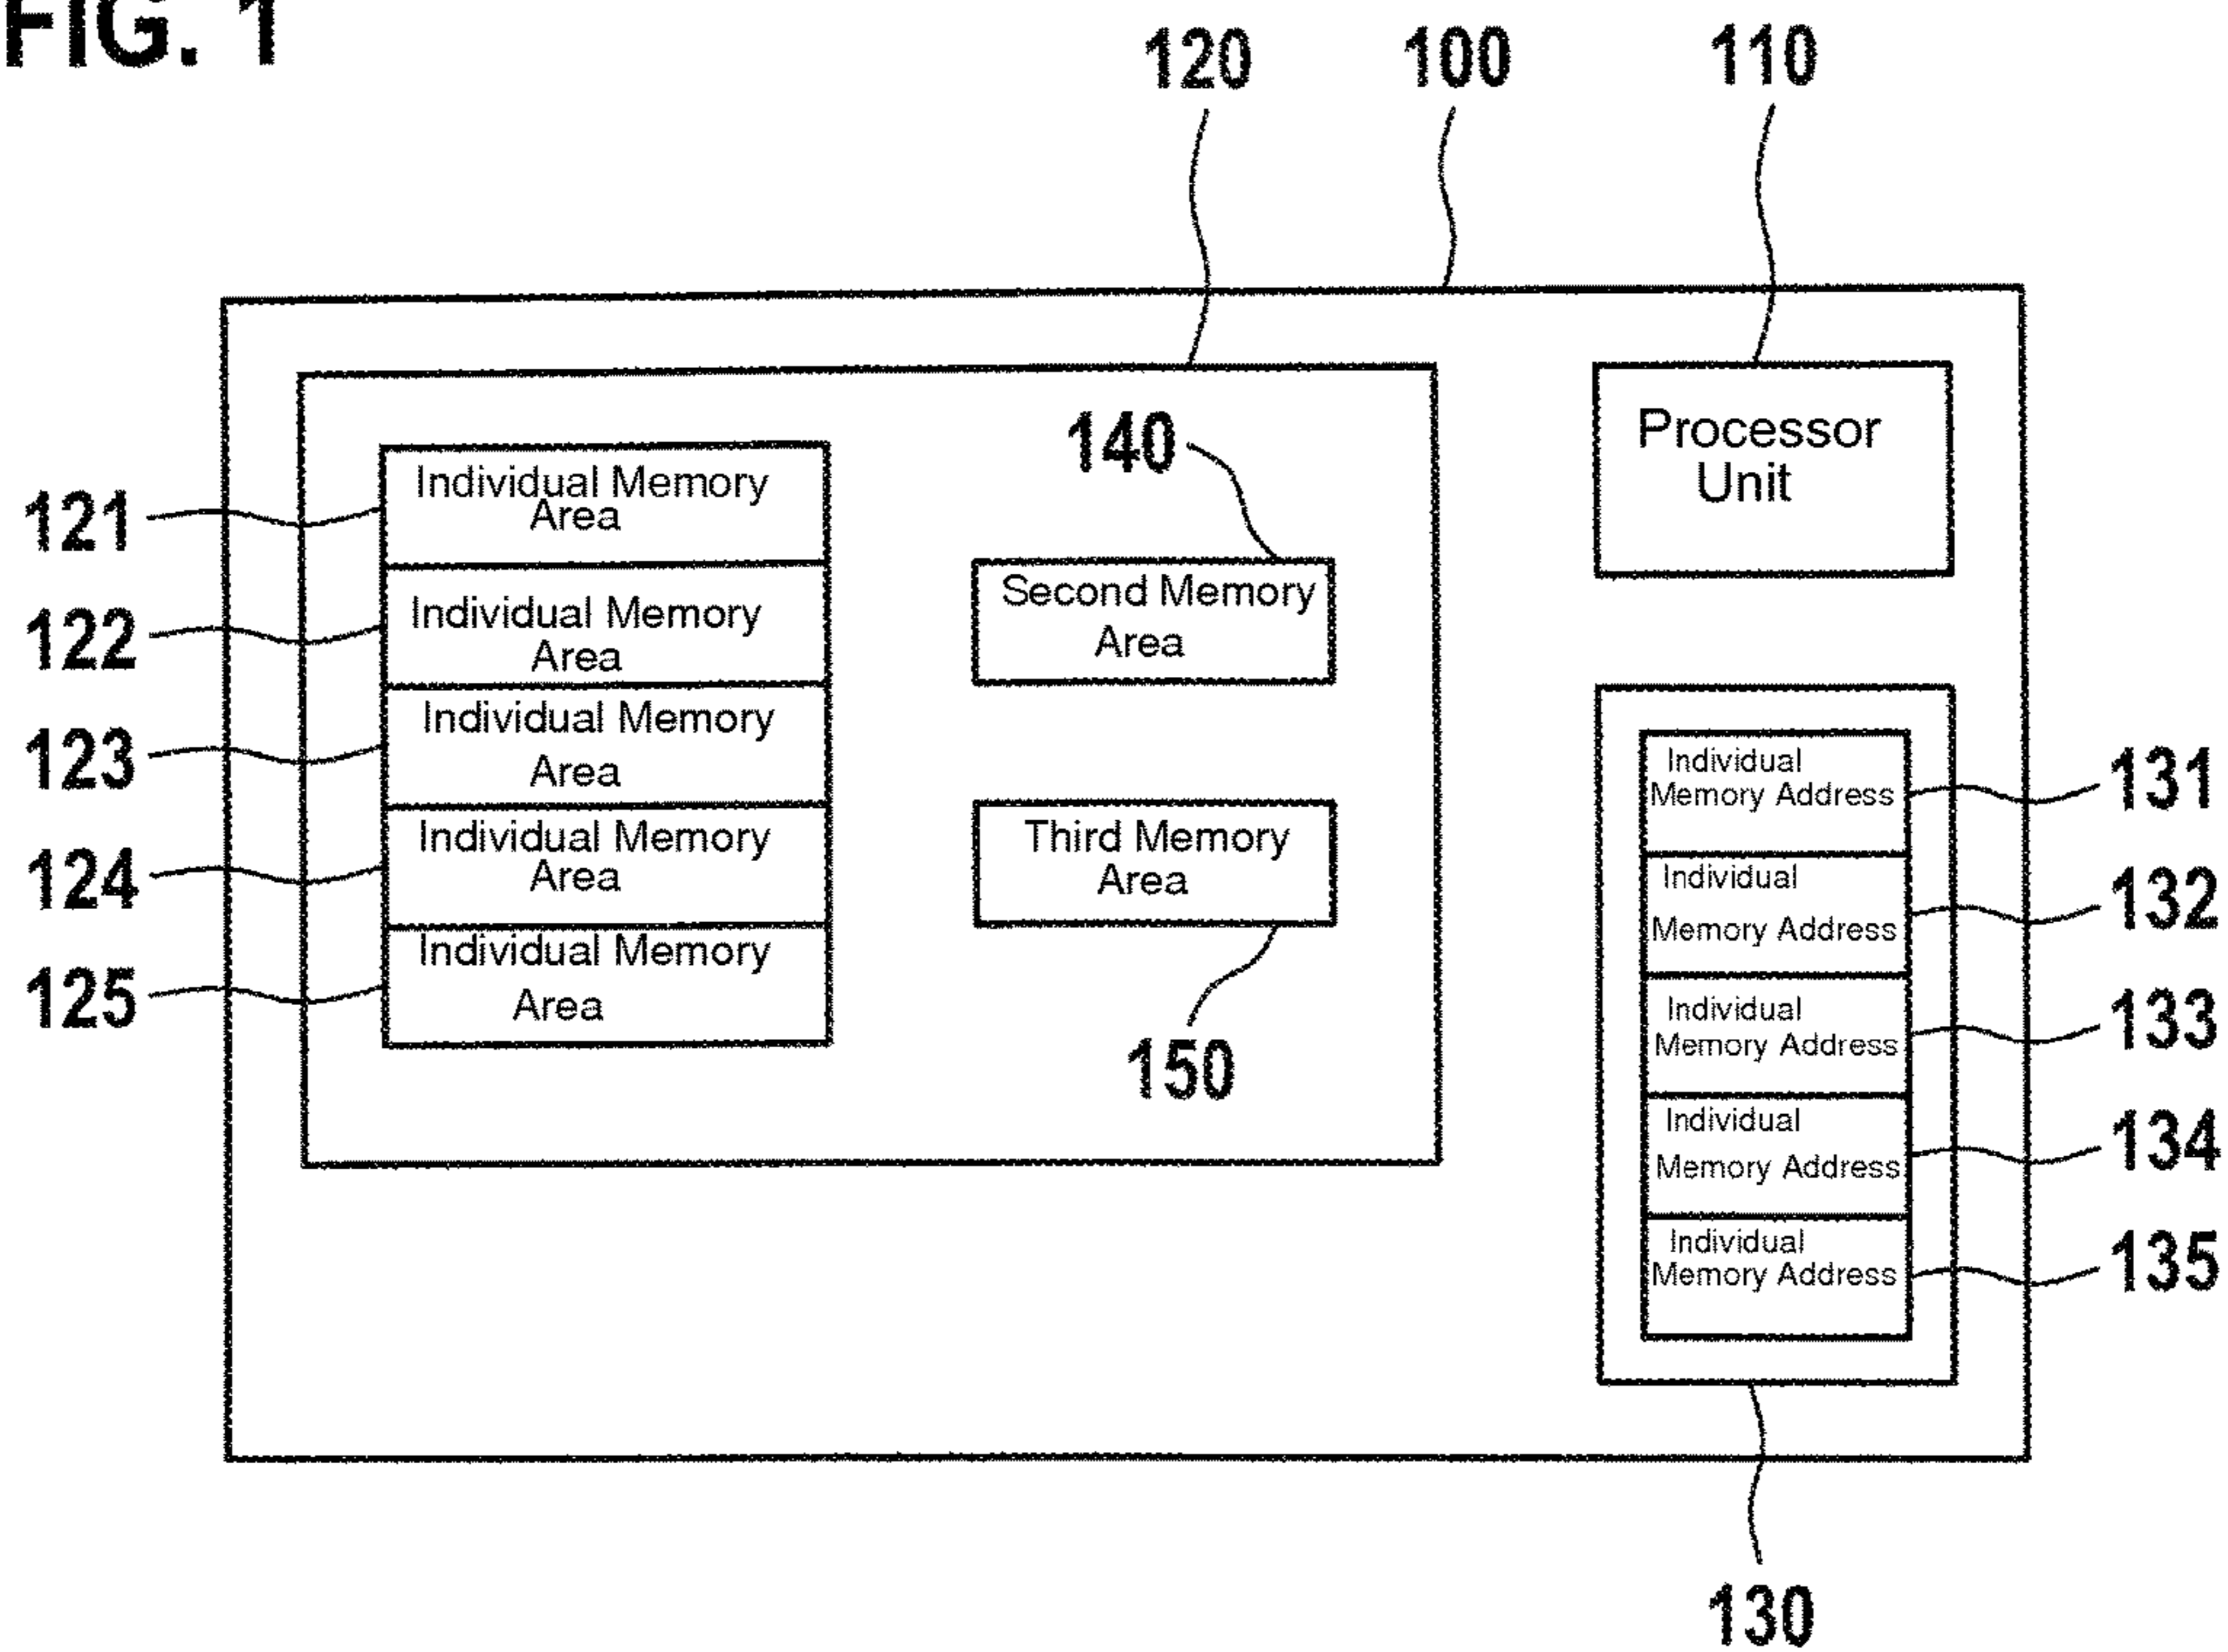 FIG. 1
120
100
110
140
Processor
Unit
121
Individual Memory
Area
122
Individual Memory
Area
Second Memory
Area
123
Individual Memory
Area
124
Individual Memory
Area
Third Memory
Area
125
Individual Memory
Area
150
Individual
Memory Address
131
Individual
Memory Address
132
Individual
Memory Address
133
Individual
Memory Address
134
Individual
Memory Address
135
130